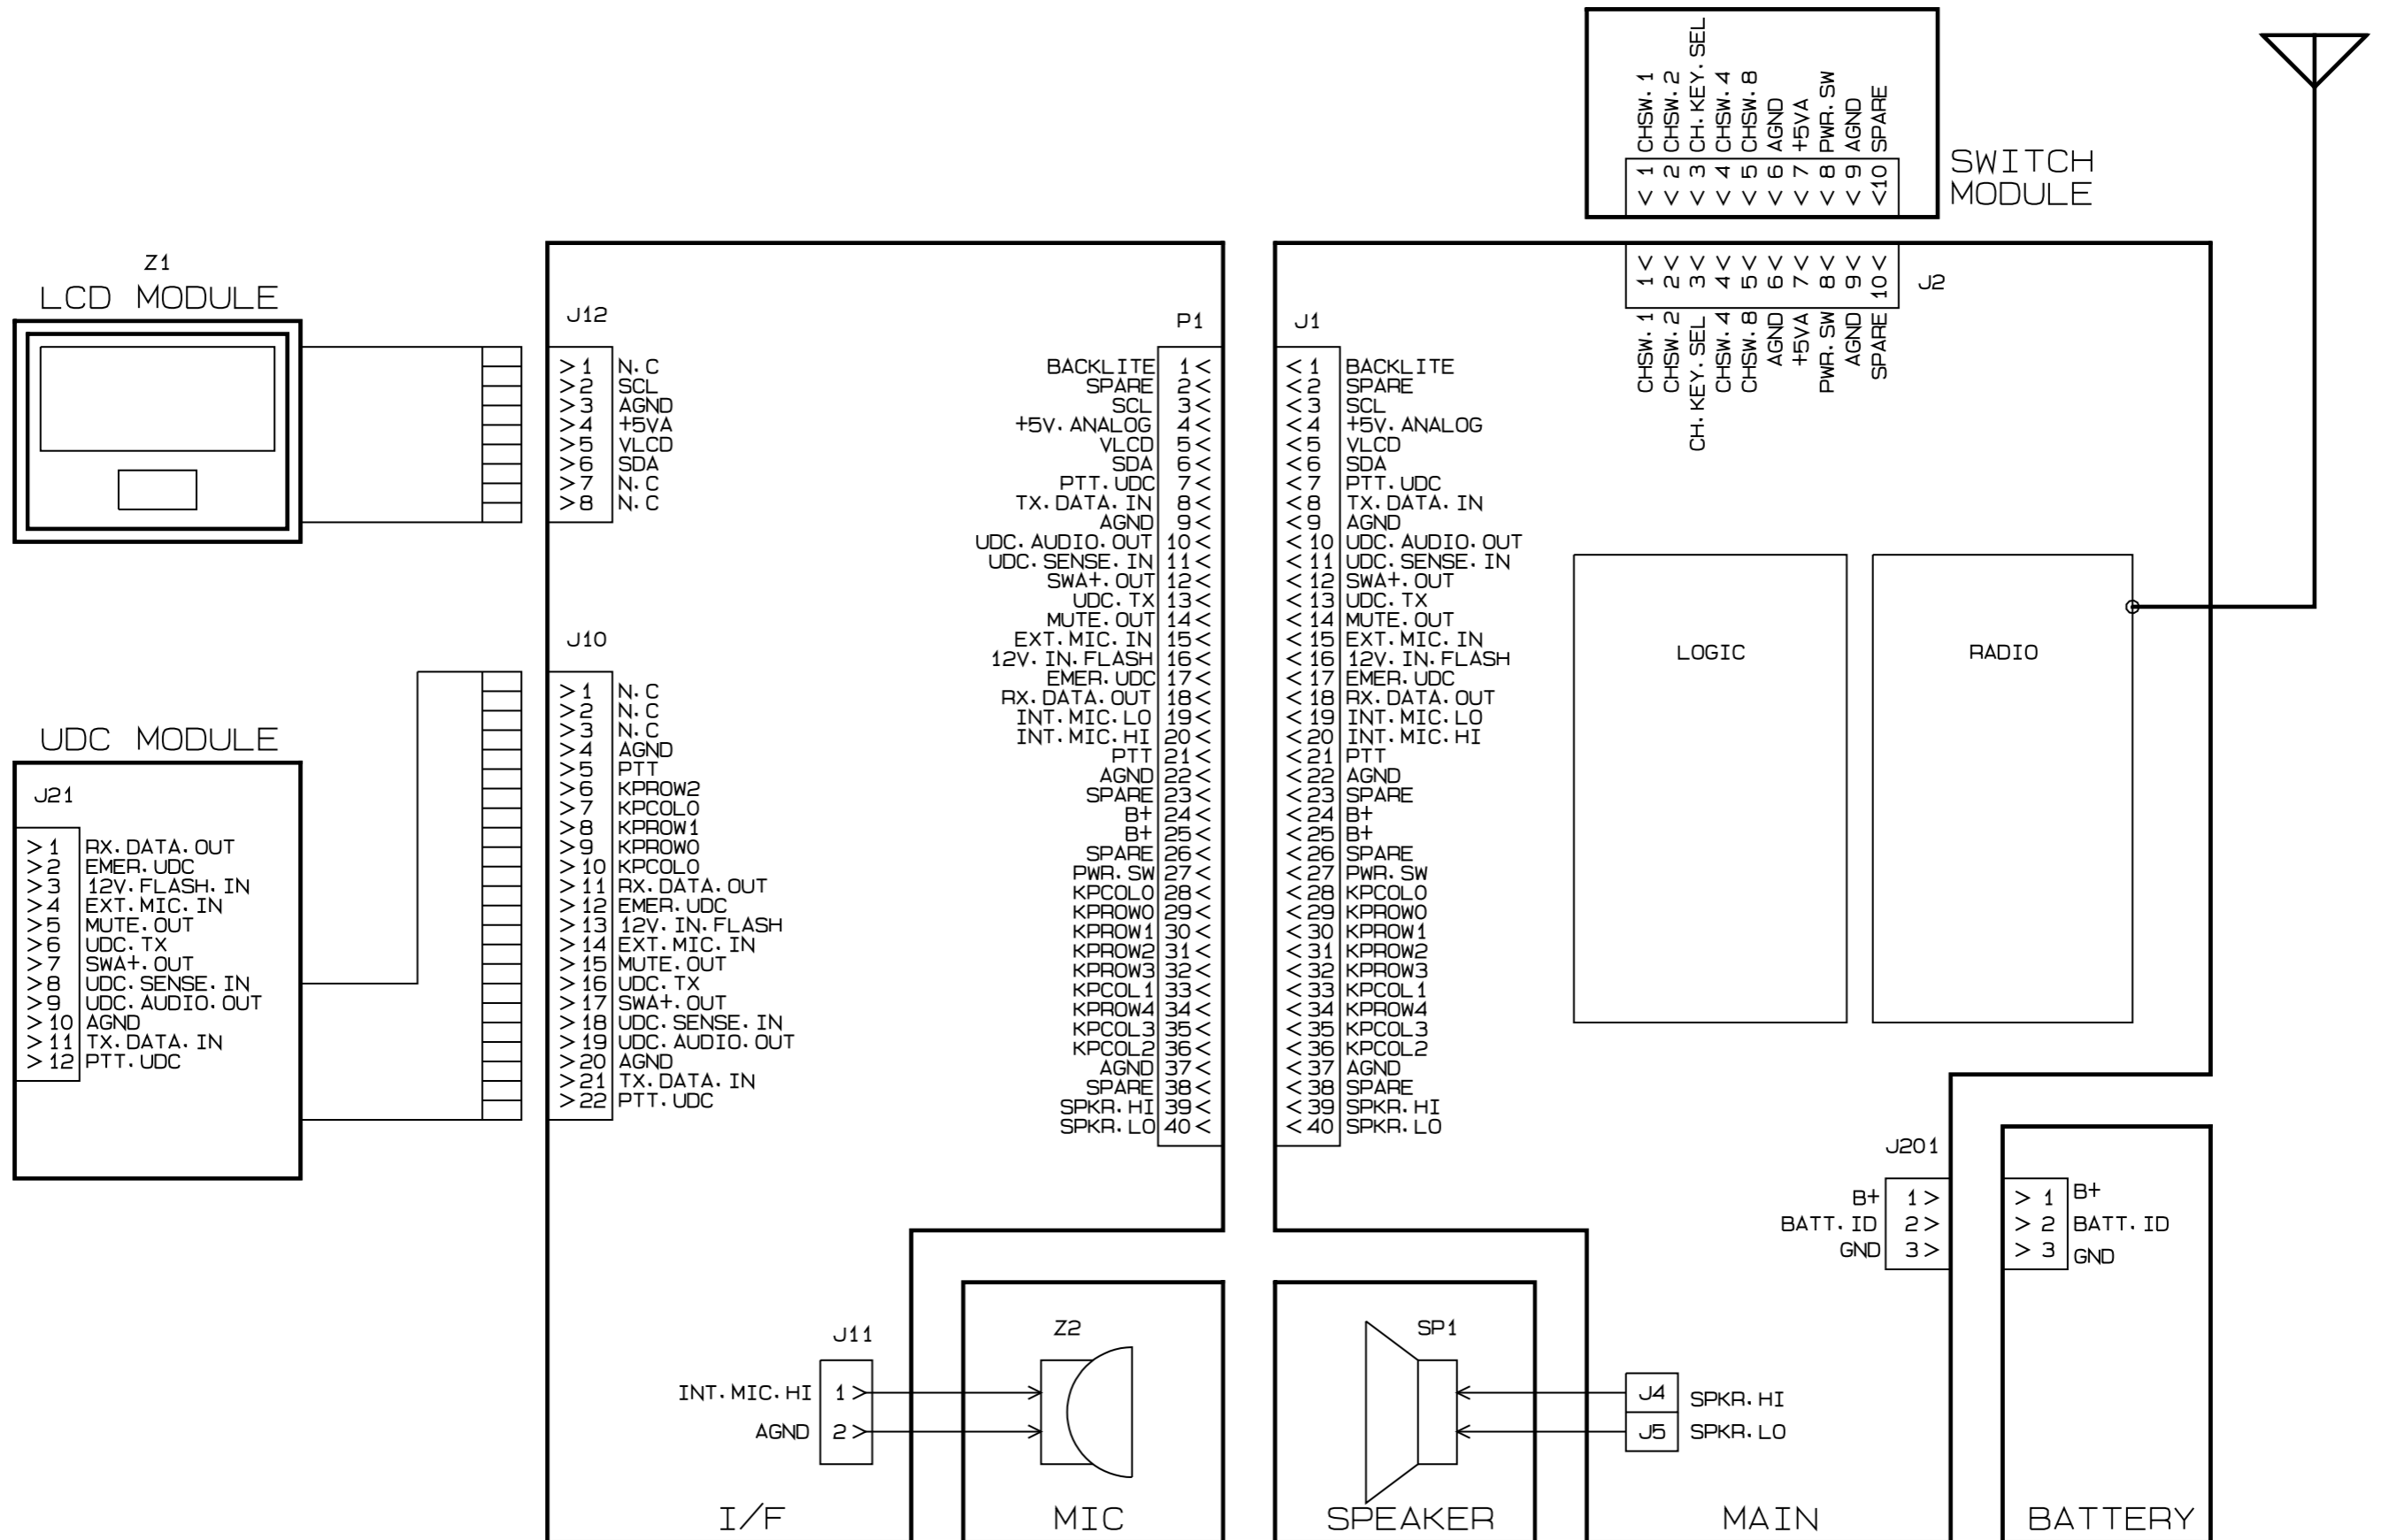 CHSW.1
CHSW.2
CH.KEY.SEL
CHSW.4
CHSW.8
AGND
+5VA
PWR.SW
AGND
SPARE
< 1
< 2
< 3
< 4
< 5
< 6
< 7
< 8
< 9
<10
SWITCH
MODULE
1 <
2 <
3 <
4 <
5 <
6 <
7 <
8 <
9 <
10 <
J2
CHSW.1
CHSW.2
CH.KEY.SEL
CHSW.4
CHSW.8
AGND
+5VA
PWR.SW
AGND
SPARE
Z1
LCD MODULE
J12
>1 N.C
>2 SCL
>3 AGND
>4 +5VA
>5 VLCD
>6 SDA
>7 N.C
>8 N.C
J10
>1 N.C
>2 N.C
>3 N.C
>4 AGND
>5 PTT
>6 KPROW2
>7 KPCOL0
>8 KPROW1
>9 KPROW0
>10 KPCOL0
>11 RX.DATA.OUT
>12 EMER.UDC
>13 12V.IN.FLASH
>14 EXT.MIC.IN
>15 MUTE.OUT
>16 UDC.TX
>17 SWA+.OUT
>18 UDC.SENSE.IN
>19 UDC.AUDIO.OUT
>20 AGND
>21 TX.DATA.IN
>22 PTT.UDC
UDC MODULE
J21
>1 RX.DATA.OUT
>2 EMER.UDC
>3 12V.FLASH.IN
>4 EXT.MIC.IN
>5 MUTE.OUT
>6 UDC.TX
>7 SWA+.OUT
>8 UDC.SENSE.IN
>9 UDC.AUDIO.OUT
>10 AGND
>11 TX.DATA.IN
>12 PTT.UDC
P1
BACKLITE 1<
SPARE 2<
SCL 3<
+5V.ANALOG 4<
VLCD 5<
SDA 6<
PTT.UDC 7<
TX.DATA.IN 8<
AGND 9<
UDC.AUDIO.OUT 10<
UDC.SENSE.IN 11<
SWA+.OUT 12<
UDC.TX 13<
MUTE.OUT 14<
EXT.MIC.IN 15<
12V.IN.FLASH 16<
EMER.UDC 17<
RX.DATA.OUT 18<
INT.MIC.LO 19<
INT.MIC.HI 20<
PTT 21<
AGND 22<
SPARE 23<
B+ 24<
B+ 25<
SPARE 26<
PWR.SW 27<
KPCOL0 28<
KPROW0 29<
KPROW1 30<
KPROW2 31<
KPROW3 32<
KPCOL1 33<
KPROW4 34<
KPCOL3 35<
KPCOL2 36<
AGND 37<
SPARE 38<
SPKR.HI 39<
SPKR.LO 40<
J1
<1 BACKLITE
<2 SPARE
<3 SCL
<4 +5V.ANALOG
<5 VLCD
<6 SDA
<7 PTT.UDC
<8 TX.DATA.IN
<9 AGND
<10 UDC.AUDIO.OUT
<11 UDC.SENSE.IN
<12 SWA+.OUT
<13 UDC.TX
<14 MUTE.OUT
<15 EXT.MIC.IN
<16 12V.IN.FLASH
<17 EMER.UDC
<18 RX.DATA.OUT
<19 INT.MIC.LO
<20 INT.MIC.HI
<21 PTT
<22 AGND
<23 SPARE
<24 B+
<25 B+
<26 SPARE
<27 PWR.SW
<28 KPCOL0
<29 KPROW0
<30 KPROW1
<31 KPROW2
<32 KPROW3
<33 KPCOL1
<34 KPROW4
<35 KPCOL3
<36 KPCOL2
<37 AGND
<38 SPARE
<39 SPKR.HI
<40 SPKR.LO
LOGIC
RADIO
J201
B+ 1>
BATT.ID 2>
GND 3>
> 1 B+
> 2 BATT.ID
> 3 GND
J11
INT.MIC.HI 1 >
AGND 2 >
Z2
SP1
J4 SPKR.HI
J5 SPKR.LO
I/F
MIC
SPEAKER
MAIN
BATTERY